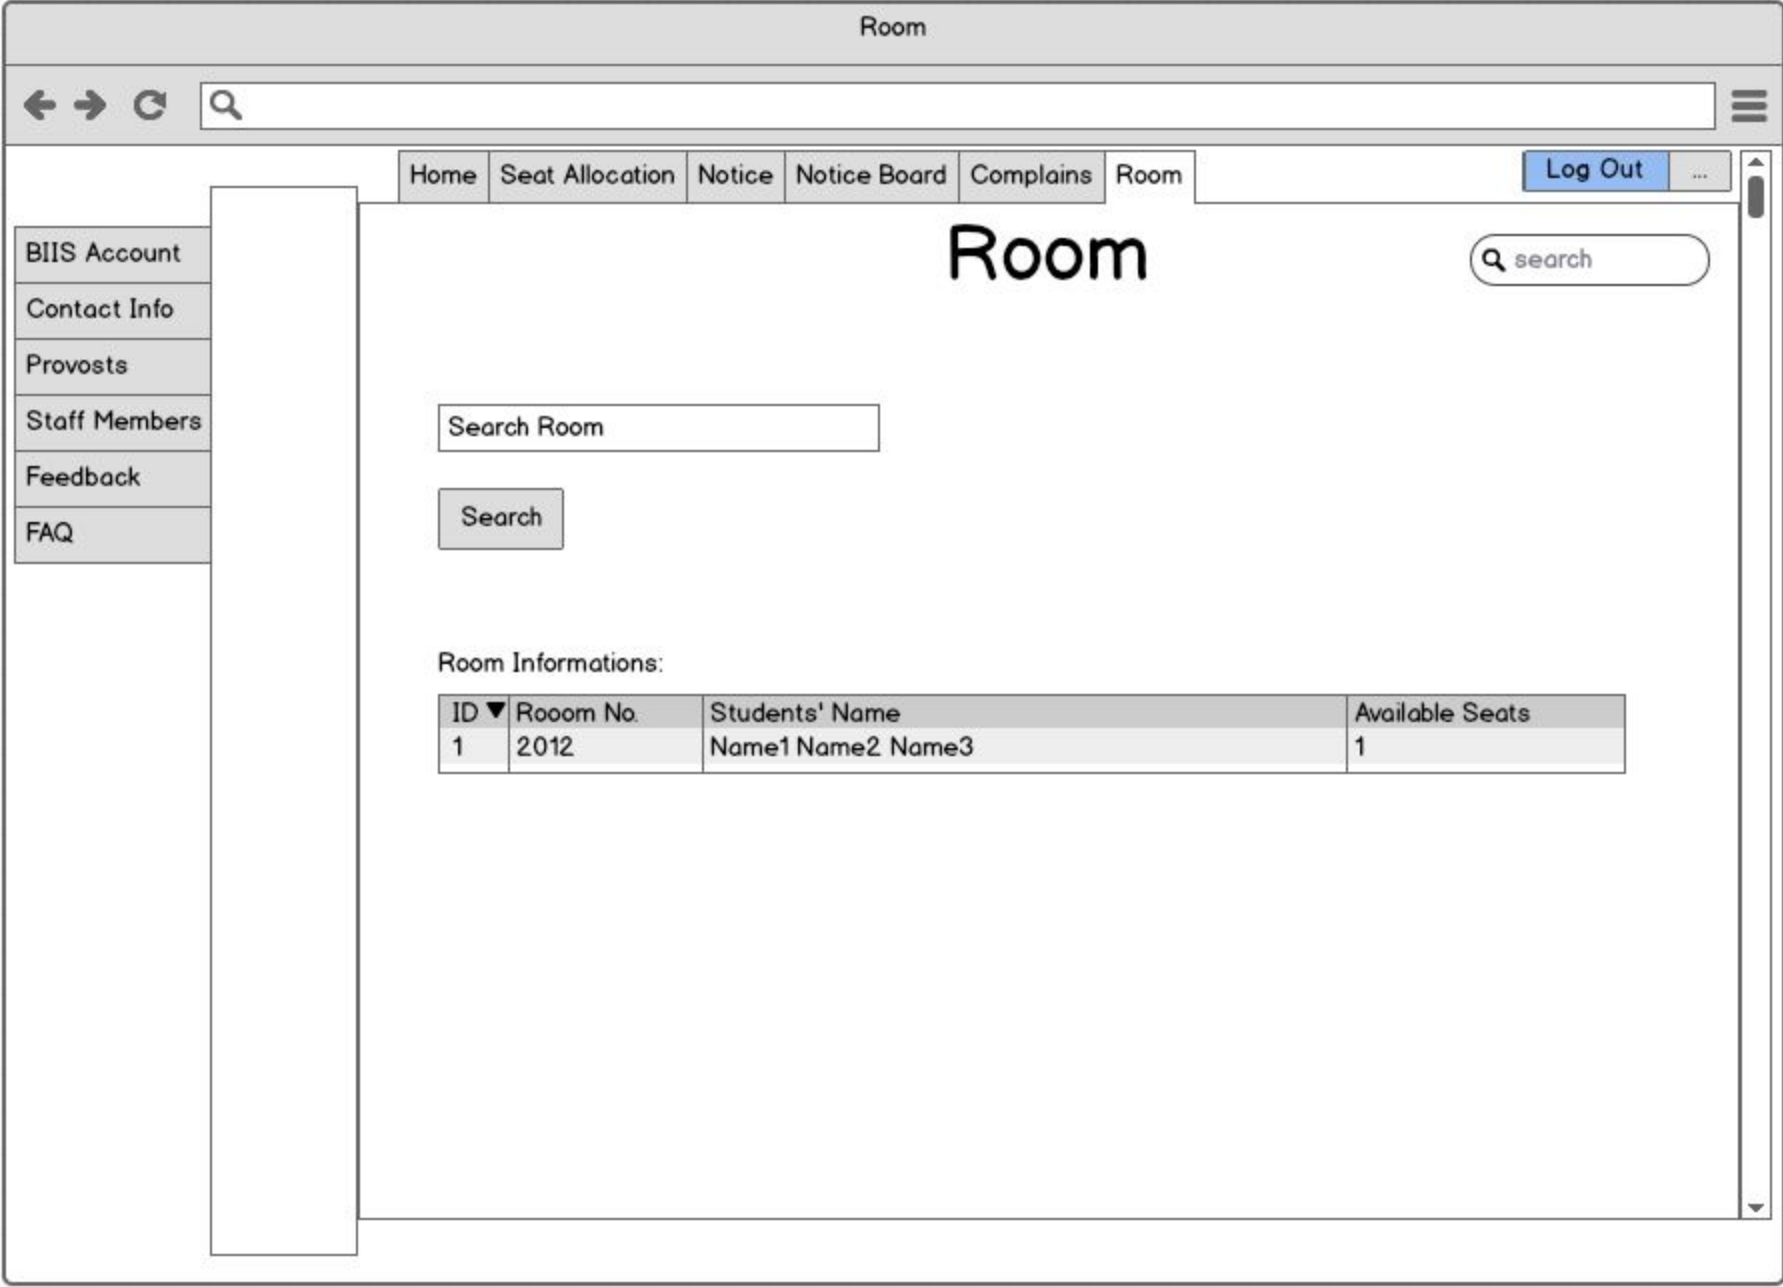 Room
Home Seat Allocation Notice Notice Board Complains Room
Log Out ...
BIIS Account
Contact Info
Provosts
Staff Members
Feedback
FAQ
Room
search
Search Room
Search
Room Informations:
ID Rooom No. Students' Name Available Seats
1 2012 Name1 Name2 Name3 1